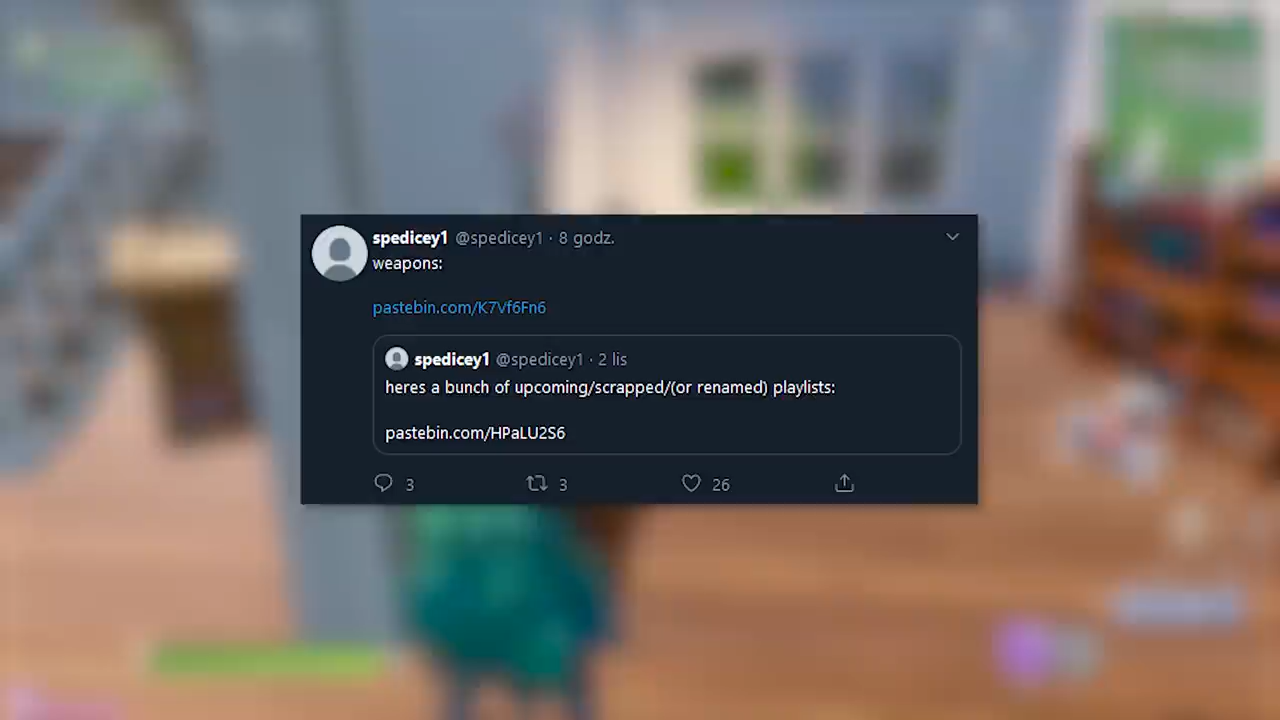 spedicey1 @spedicey1 · 8 godz.
weapons:
pastebin.com/K7Vf6Fn6
spedicey1 @spedicey1 · 2 lis
heres a bunch of upcoming/scrapped/(or renamed) playlists:
pastebin.com/HPaLU2S6
3 3 26